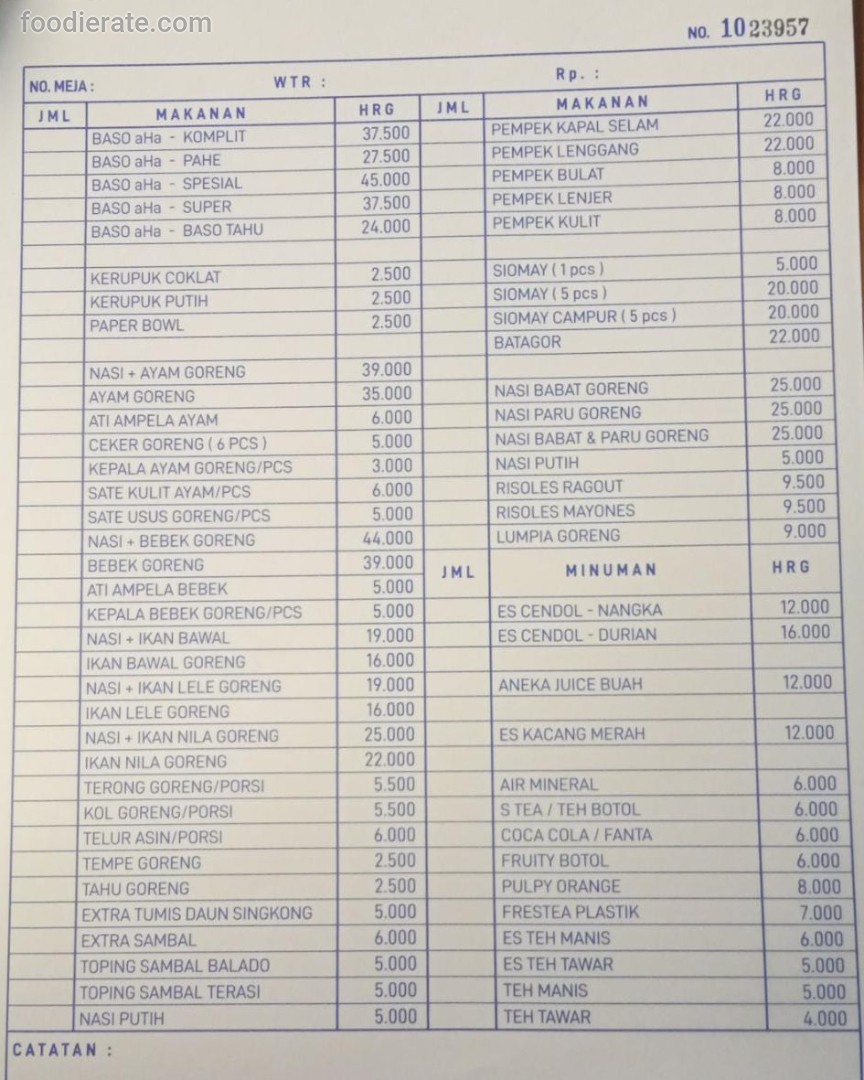 foodierate.com
NO. 1023957
NO. MEJA : WTR : Rp. :
JML MAKANAN HRG
BASO aHa - KOMPLIT 37.500
BASO aHa - PAHE 27.500
BASO aHa - SPESIAL 45.000
BASO aHa - SUPER 37.500
BASO aHa - BASO TAHU 24.000
KERUPUK COKLAT 2.500
KERUPUK PUTIH 2.500
PAPER BOWL 2.500
NASI + AYAM GORENG 39.000
AYAM GORENG 35.000
ATI AMPELA AYAM 6.000
CEKER GORENG ( 6 PCS ) 5.000
KEPALA AYAM GORENG/PCS 3.000
SATE KULIT AYAM/PCS 6.000
SATE USUS GORENG/PCS 5.000
NASI + BEBEK GORENG 44.000
BEBEK GORENG 39.000
ATI AMPELA BEBEK 5.000
KEPALA BEBEK GORENG/PCS 5.000
NASI + IKAN BAWAL 19.000
IKAN BAWAL GORENG 16.000
NASI + IKAN LELE GORENG 19.000
IKAN LELE GORENG 16.000
NASI + IKAN NILA GORENG 25.000
IKAN NILA GORENG 22.000
TERONG GORENG/PORSI 5.500
KOL GORENG/PORSI 5.500
TELUR ASIN/PORSI 6.000
TEMPE GORENG 2.500
TAHU GORENG 2.500
EXTRA TUMIS DAUN SINGKONG 5.000
EXTRA SAMBAL 6.000
TOPING SAMBAL BALADO 5.000
TOPING SAMBAL TERASI 5.000
NASI PUTIH 5.000
JML MAKANAN HRG
PEMPEK KAPAL SELAM 22.000
PEMPEK LENGGANG 22.000
PEMPEK BULAT 8.000
PEMPEK LENJER 8.000
PEMPEK KULIT 8.000
SIOMAY ( 1 pcs ) 5.000
SIOMAY ( 5 pcs ) 20.000
SIOMAY CAMPUR ( 5 pcs ) 20.000
BATAGOR 22.000
NASI BABAT GORENG 25.000
NASI PARU GORENG 25.000
NASI BABAT & PARU GORENG 25.000
NASI PUTIH 5.000
RISOLES RAGOUT 9.500
RISOLES MAYONES 9.500
LUMPIA GORENG 9.000
JML MINUMAN HRG
ES CENDOL - NANGKA 12.000
ES CENDOL - DURIAN 16.000
ANEKA JUICE BUAH 12.000
ES KACANG MERAH 12.000
AIR MINERAL 6.000
S TEA / TEH BOTOL 6.000
COCA COLA / FANTA 6.000
FRUITY BOTOL 6.000
PULPY ORANGE 8.000
FRESTEA PLASTIK 7.000
ES TEH MANIS 6.000
ES TEH TAWAR 5.000
TEH MANIS 5.000
TEH TAWAR 4.000
CATATAN :